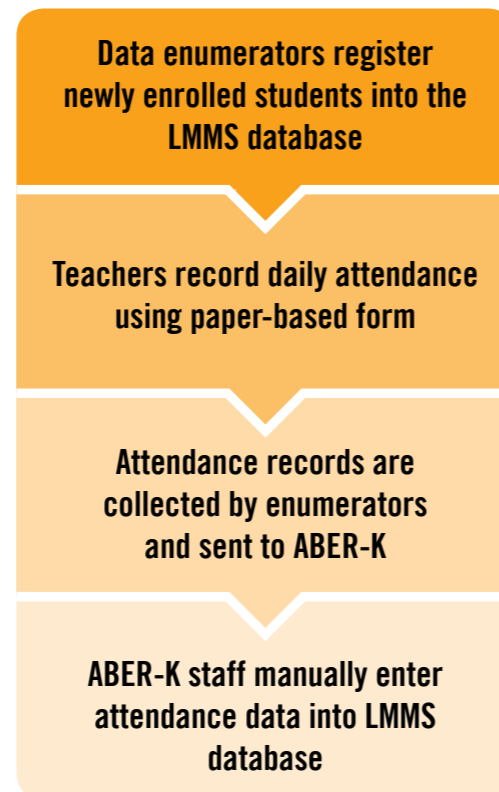 Data enumerators register
newly enrolled students into the
LMMS database
Teachers record daily attendance
using paper-based form
Attendance records are
collected by enumerators
and sent to ABER-K
ABER-K staff manually enter
attendance data into LMMS
database